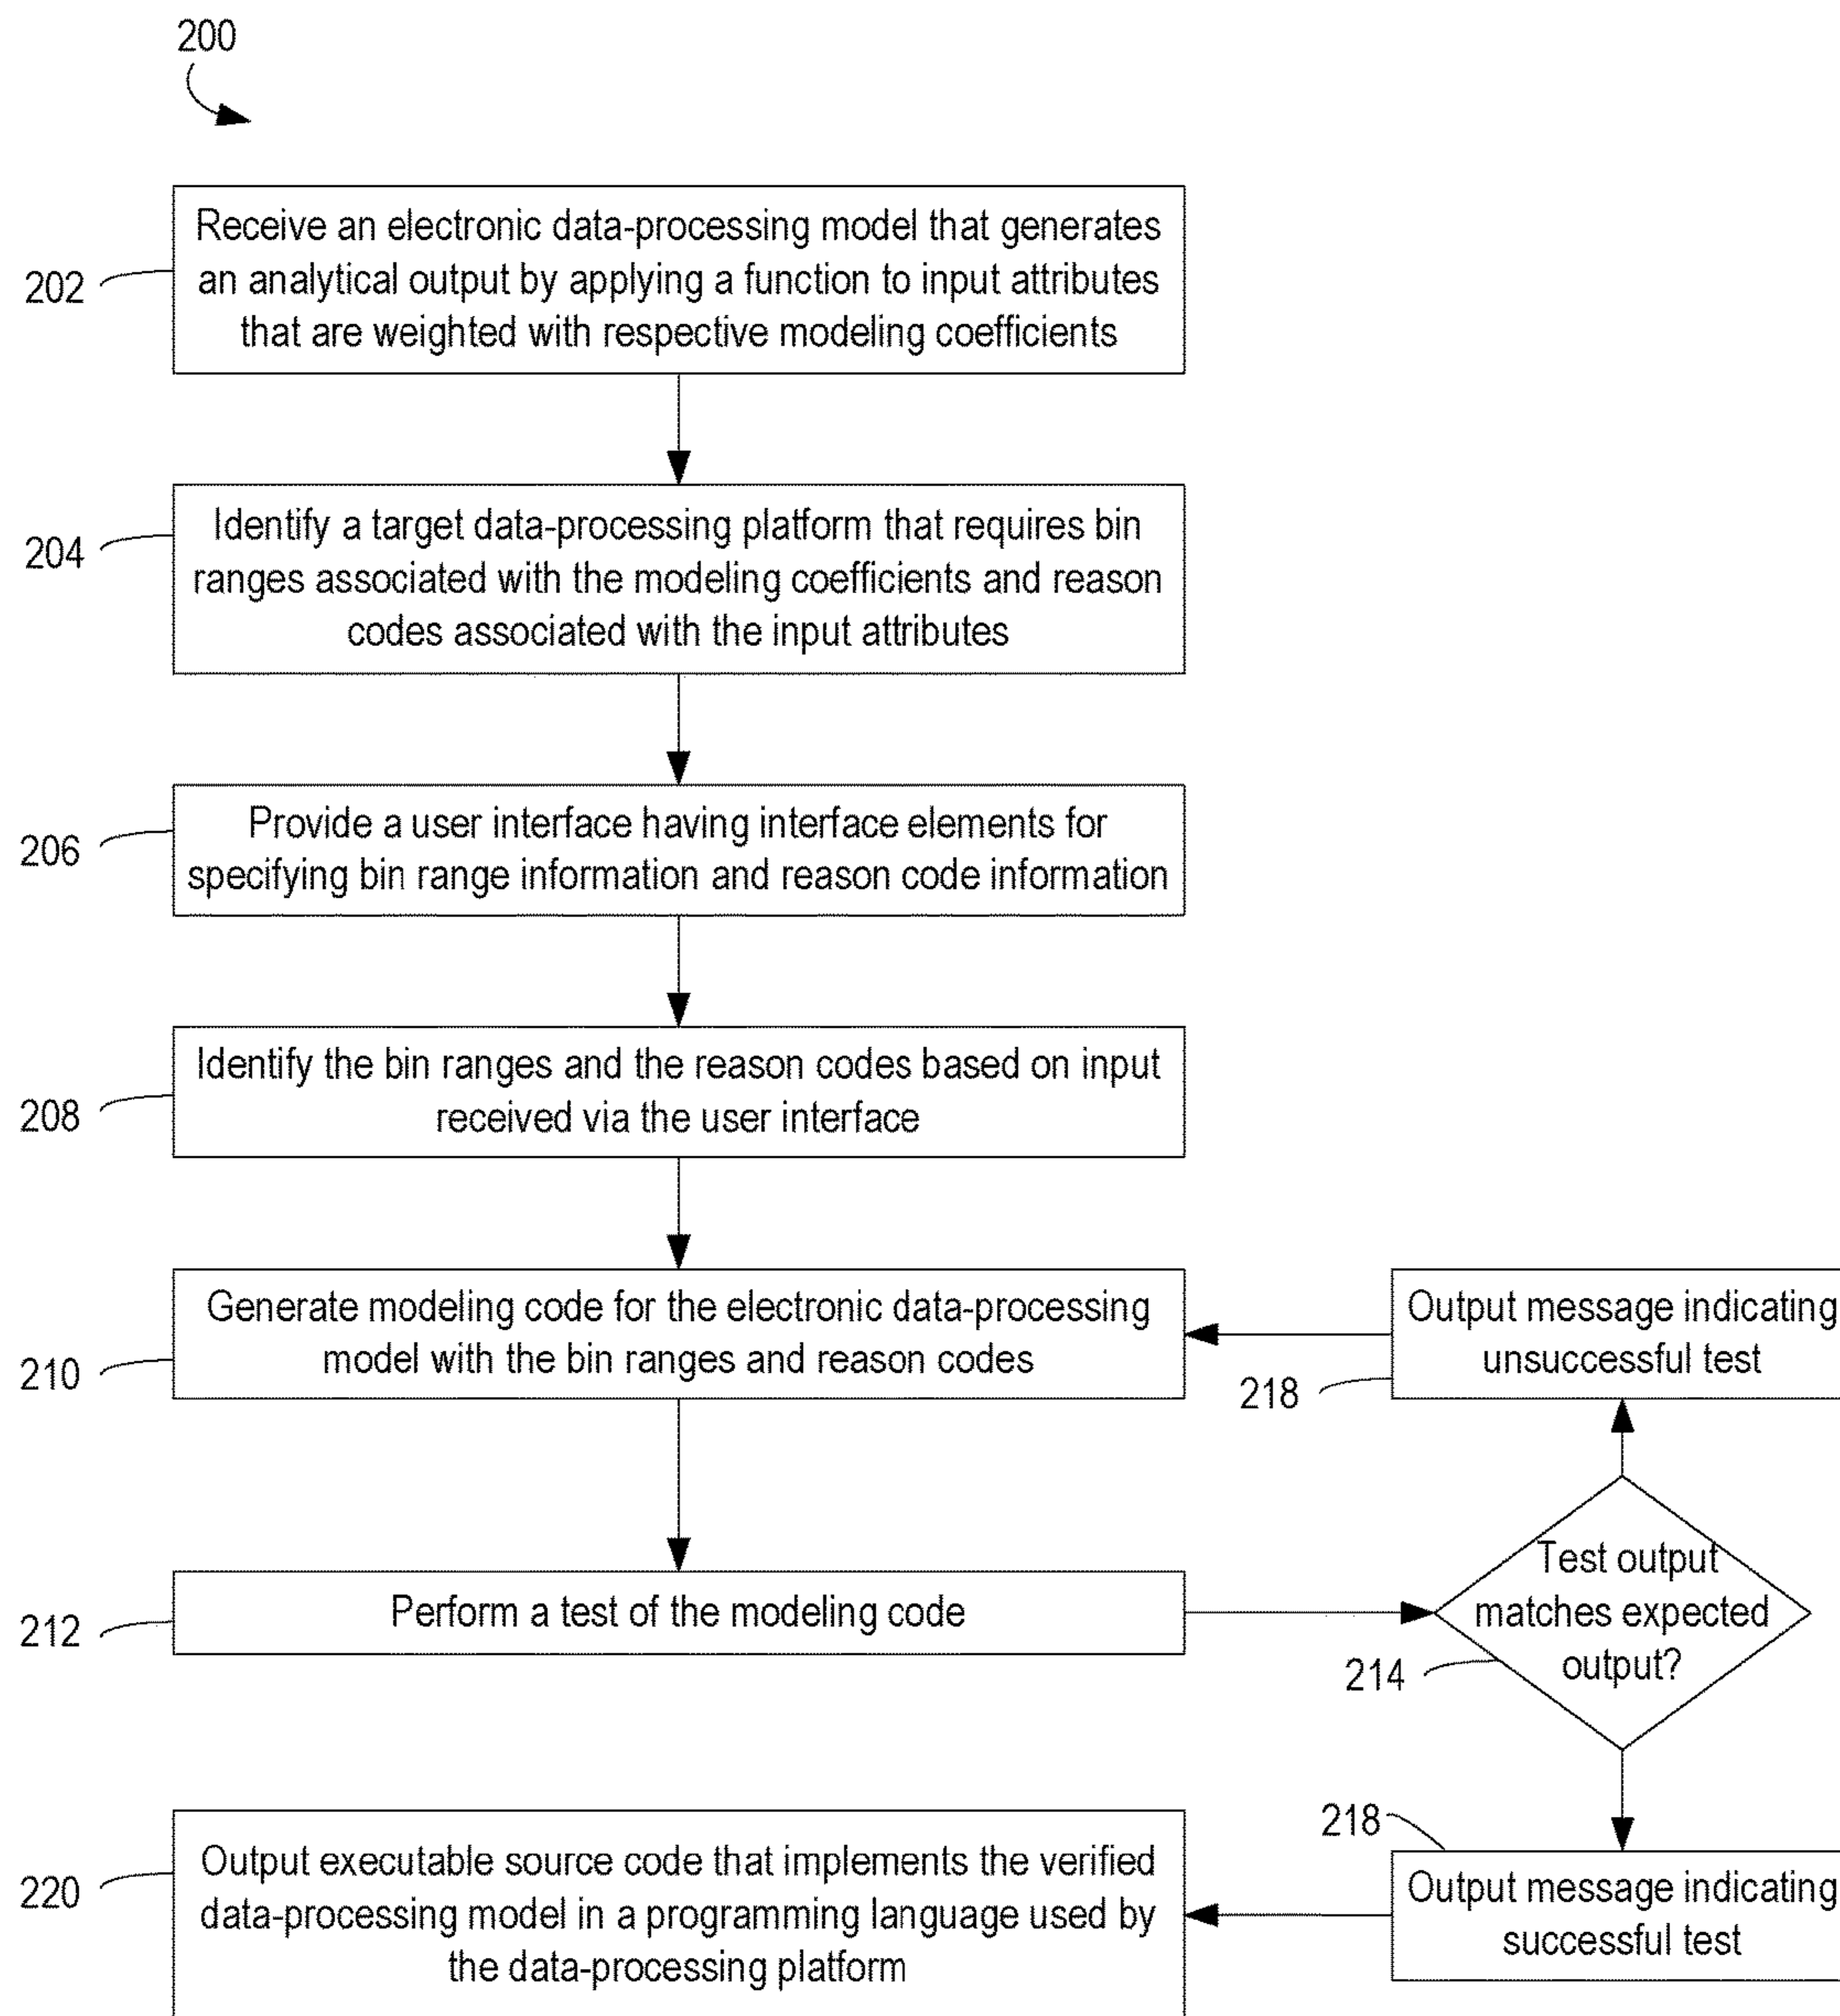 200
202
Receive an electronic data-processing model that generates
an analytical output by applying a function to input attributes
that are weighted with respective modeling coefficients
204
Identify a target data-processing platform that requires bin
ranges associated with the modeling coefficients and reason
codes associated with the input attributes
206
Provide a user interface having interface elements for
specifying bin range information and reason code information
208
Identify the bin ranges and the reason codes based on input
received via the user interface
210
Generate modeling code for the electronic data-processing
model with the bin ranges and reason codes
Output message indicating
unsuccessful test
218
212
Perform a test of the modeling code
Test output
matches expected
output?
214
218
Output message indicating
successful test
220
Output executable source code that implements the verified
data-processing model in a programming language used by
the data-processing platform